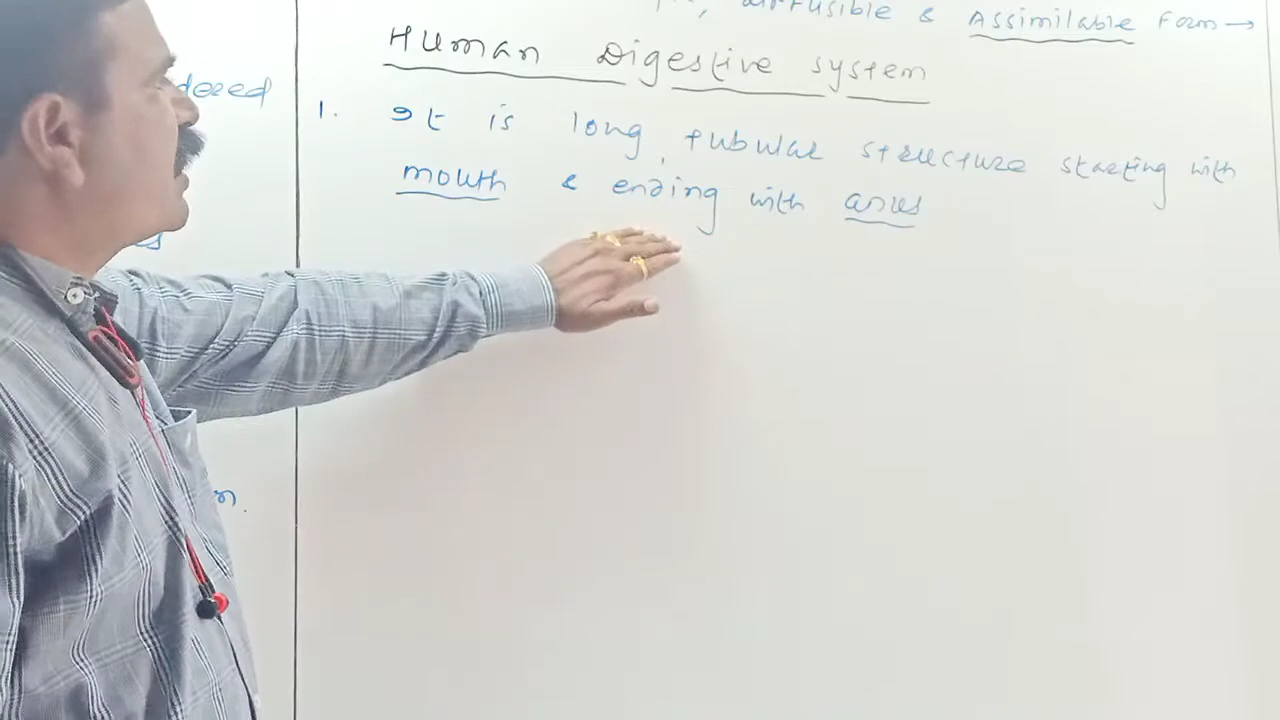 diffusible & Assimilable Form →
Human Digestive system
1. It is long, tubular structure starting with
mouth & ending with anus